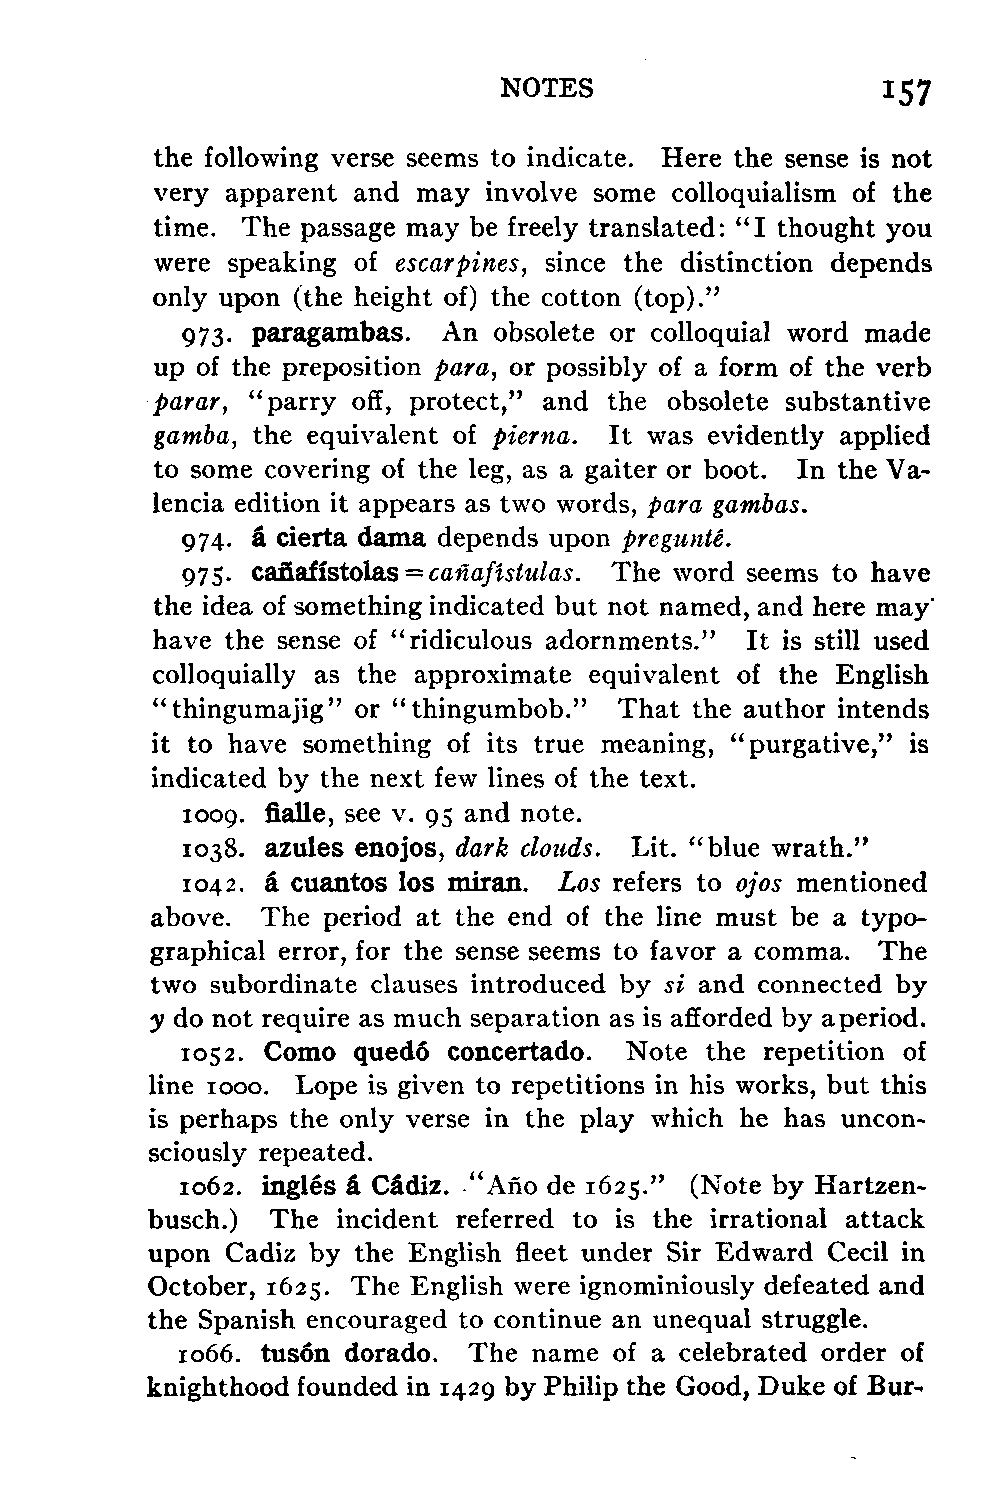 NOTES 157
the following verse seems to indicate. Here the sense is not
very apparent and may involve some colloquialism of the
time. The passage may be freely translated: “I thought you
were speaking of escarpines, since the distinction depends
only upon (the height of) the cotton (top).”
973. paragambas. An obsolete or colloquial word made
up of the preposition para, or possibly of a form of the verb
parar, “parry off, protect,” and the obsolete substantive
gamba, the equivalent of pierna. It was evidently applied
to some covering of the leg, as a gaiter or boot. In the Va-
lencia edition it appears as two words, para gambas.
974. á cierta dama depends upon pregunté.
975. cañafístolas = cañafistulas. The word seems to have
the idea of something indicated but not named, and here may
have the sense of “ridiculous adornments.” It is still used
colloquially as the approximate equivalent of the English
“thingumajig” or “thingumbob.” That the author intends
it to have something of its true meaning, “purgative,” is
indicated by the next few lines of the text.
1009. fialle, see v. 95 and note.
1038. azules enojos, dark clouds. Lit. “blue wrath.”
1042. á cuantos los miran. Los refers to ojos mentioned
above. The period at the end of the line must be a typo-
graphical error, for the sense seems to favor a comma. The
two subordinate clauses introduced by si and connected by
y do not require as much separation as is afforded by a period.
1052. Como quedó concertado. Note the repetition of
line 1000. Lope is given to repetitions in his works, but this
is perhaps the only verse in the play which he has uncon-
sciously repeated.
1062. inglés á Cádiz. “Año de 1625.” (Note by Hartzen-
busch.) The incident referred to is the irrational attack
upon Cadiz by the English fleet under Sir Edward Cecil in
October, 1625. The English were ignominiously defeated and
the Spanish encouraged to continue an unequal struggle.
1066. tusón dorado. The name of a celebrated order of
knighthood founded in 1429 by Philip the Good, Duke of Bur-